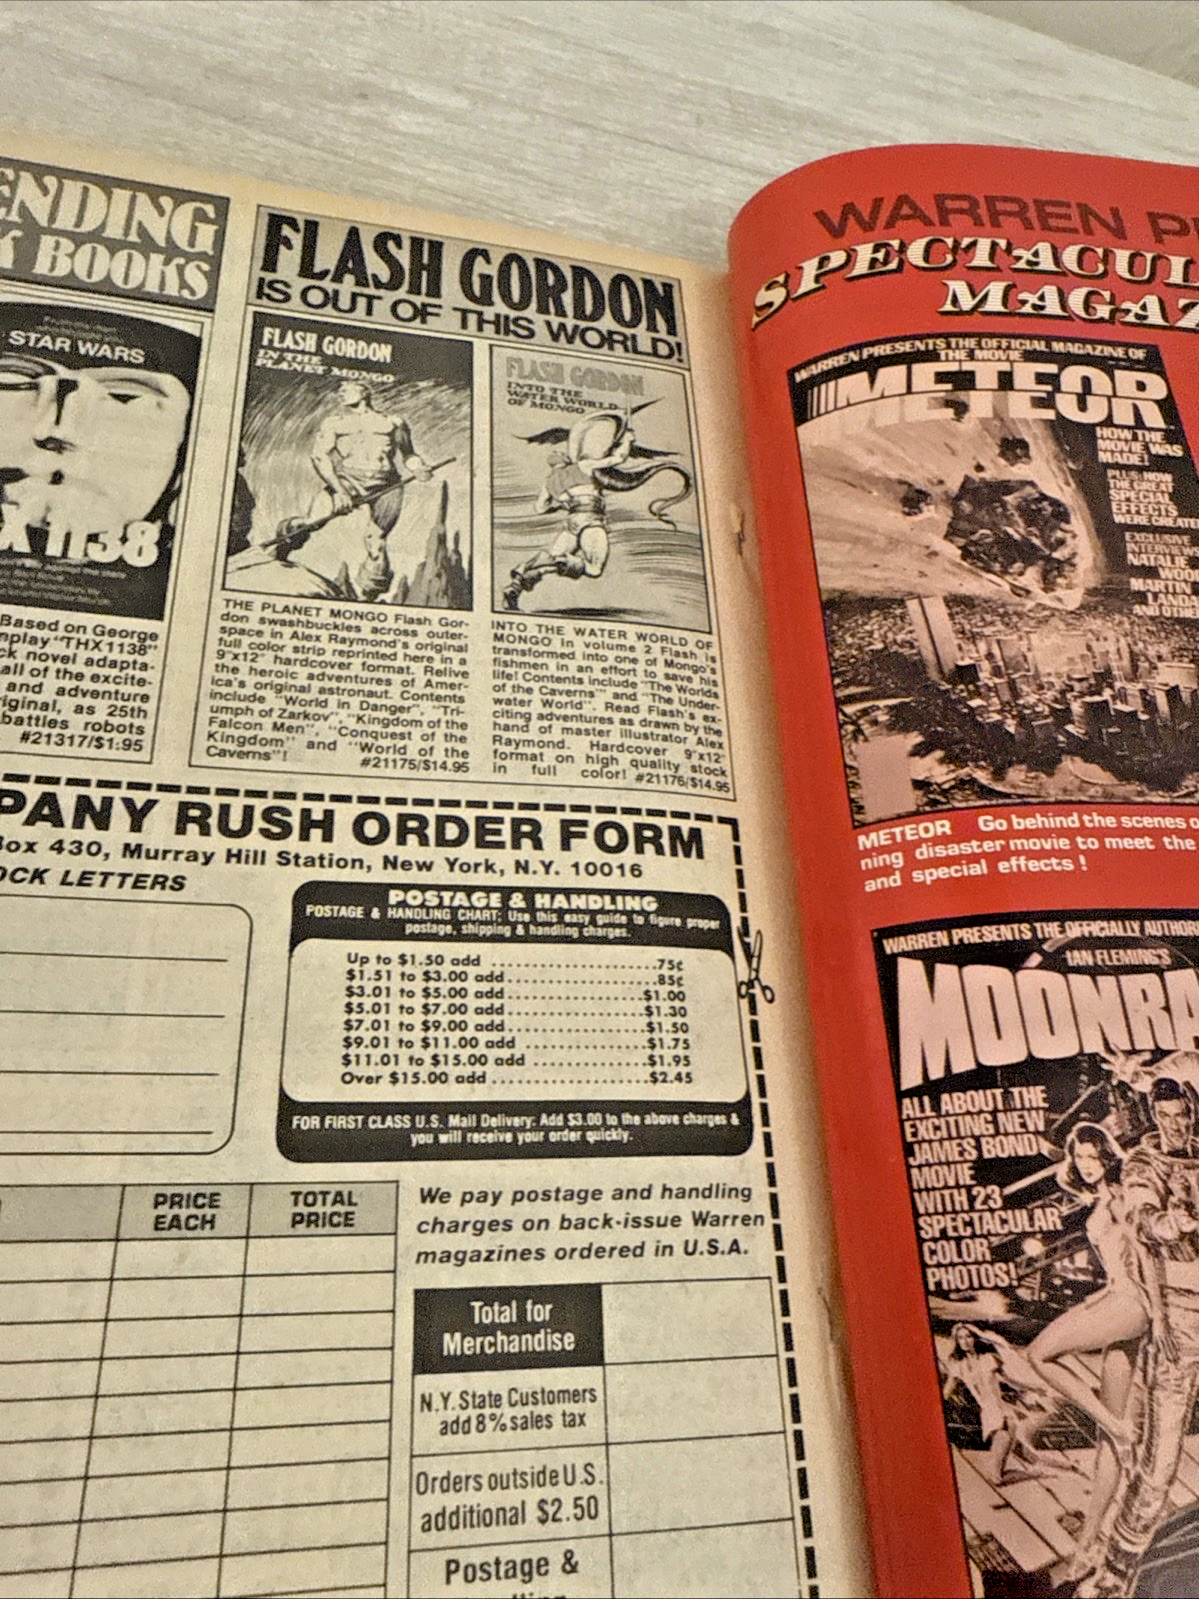 ENDING
K BOOKS
STAR WARS
1138
Based on George
nplay "THX1138"
ck novel adapta-
all of the excite-
and adventure
iginal, as 25th
battles robots
#21317/$1.95
FLASH GORDON
IS OUT OF THIS WORLD!
FLASH GORDON
IN THE
PLANET MONGO
FLASH GORDON
INTO THE
WATER WORLD
OF MONGO
THE PLANET MONGO Flash Gor-
don swashbuckles across outer-
space in Alex Raymond's original
full color strip reprinted here in a
9"x12" hardcover format. Relive
the heroic adventures of Amer-
ica's original astronaut. Contents
include "World in Danger", "Tri-
umph of Zarkov", "Kingdom of the
Falcon Men", "Conquest of the
Kingdom" and "World of the
Caverns"!
#21175/$14.95
INTO THE WATER WORLD OF
MONGO In volume 2 Flash is
transformed into one of Mongo's
fishmen in an effort to save his
life! Contents include "The Worlds
of the Caverns" and "The Under-
water World". Read Flash's ex-
citing adventures as drawn by the
hand of master illustrator Alex
Raymond. Hardcover 9"x12"
format on high quality stock
in full color! #21176/$14.95
PANY RUSH ORDER FORM
Box 430, Murray Hill Station, New York, N.Y. 10016
OCK LETTERS
POSTAGE & HANDLING
POSTAGE & HANDLING CHART: Use this easy guide to figure proper
postage, shipping & handling charges.
Up to $1.50 add ....................75¢
$1.51 to $3.00 add..................85¢
$3.01 to $5.00 add.................$1.00
$5.01 to $7.00 add.................$1.30
$7.01 to $9.00 add.................$1.50
$9.01 to $11.00 add ...............$1.75
$11.01 to $15.00 add ..............$1.95
Over $15.00 add....................$2.45
FOR FIRST CLASS U.S. Mail Delivery: Add $3.00 to the above charges &
you will receive your order quickly.
PRICE
EACH
TOTAL
PRICE
We pay postage and handling
charges on back-issue Warren
magazines ordered in U.S.A.
Total for
Merchandise
N.Y. State Customers
add 8% sales tax
Orders outside U.S.
additional $2.50
Postage &
WARREN P
SPECTACUL
MAGAZ
WARREN PRESENTS THE OFFICIAL MAGAZINE OF
THE MOVIE
METEOR
HOW THE
MOVIE WAS
MADE!
PLUS: HOW
THE GREAT
SPECIAL
EFFECTS
WERE CREATE
EXCLUSIVE
INTERVIEW
NATALIE
WOO
MARTIN
LAND
AND OTHE
METEOR Go behind the scenes o
ning disaster movie to meet the
and special effects!
WARREN PRESENTS THE OFFICIALLY AUTHOR
IAN FLEMING'S
MOONRA
ALL ABOUT THE
EXCITING NEW
JAMES BOND
MOVIE
WITH 23
SPECTACULAR
COLOR
PHOTOS!